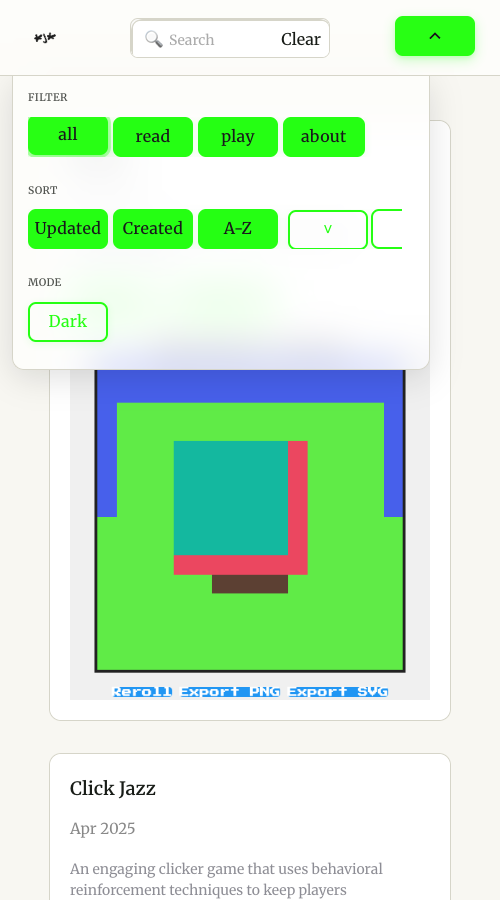 Search Clear
FILTER
all read play about
SORT
Updated Created A-Z v
MODE
Dark
Reroll Export PNG Export SVG
Click Jazz
Apr 2025
An engaging clicker game that uses behavioral
reinforcement techniques to keep players